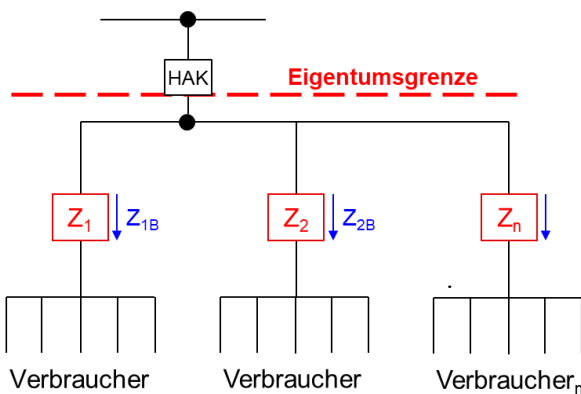 HAK
Eigentumsgrenze
Z₁ Z₁B Z₂ Z₂B Zₙ
Verbraucher Verbraucher Verbraucherₙ